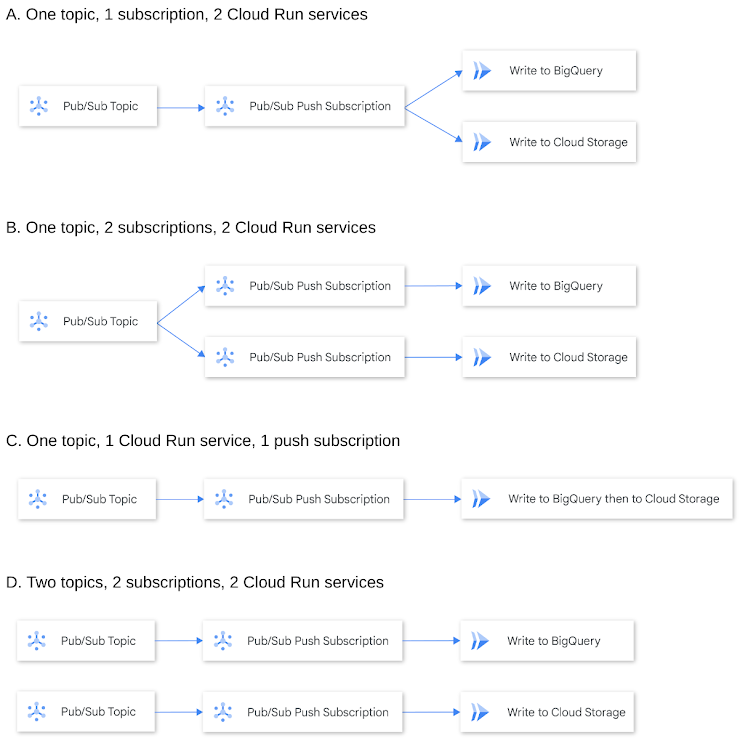 A. One topic, 1 subscription, 2 Cloud Run services
Write to BigQuery
Pub/Sub Topic
Pub/Sub Push Subscription
Write to Cloud Storage
B. One topic, 2 subscriptions, 2 Cloud Run services
Pub/Sub Push Subscription
Write to BigQuery
Pub/Sub Topic
Pub/Sub Push Subscription
Write to Cloud Storage
C. One topic, 1 Cloud Run service, 1 push subscription
Pub/Sub Topic
Pub/Sub Push Subscription
Write to BigQuery then to Cloud Storage
D. Two topics, 2 subscriptions, 2 Cloud Run services
Pub/Sub Topic
Pub/Sub Push Subscription
Write to BigQuery
Pub/Sub Topic
Pub/Sub Push Subscription
Write to Cloud Storage